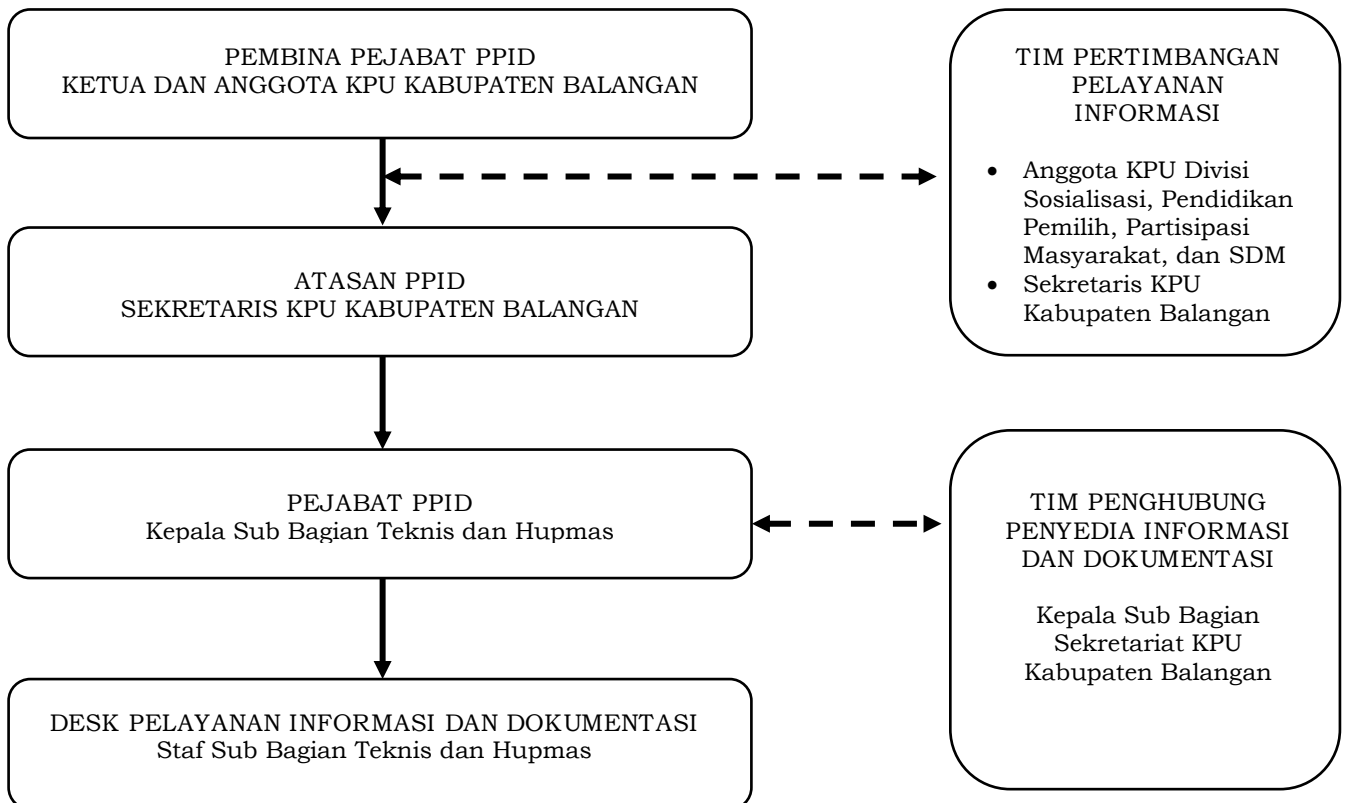 PEMBINA PEJABAT PPID
KETUA DAN ANGGOTA KPU KABUPATEN BALANGAN
TIM PERTIMBANGAN
PELAYANAN
INFORMASI
• Anggota KPU Divisi
Sosialisasi, Pendidikan
Pemilih, Partisipasi
Masyarakat, dan SDM
• Sekretaris KPU
Kabupaten Balangan
ATASAN PPID
SEKRETARIS KPU KABUPATEN BALANGAN
PEJABAT PPID
Kepala Sub Bagian Teknis dan Hupmas
TIM PENGHUBUNG
PENYEDIA INFORMASI
DAN DOKUMENTASI
Kepala Sub Bagian
Sekretariat KPU
Kabupaten Balangan
DESK PELAYANAN INFORMASI DAN DOKUMENTASI
Staf Sub Bagian Teknis dan Hupmas